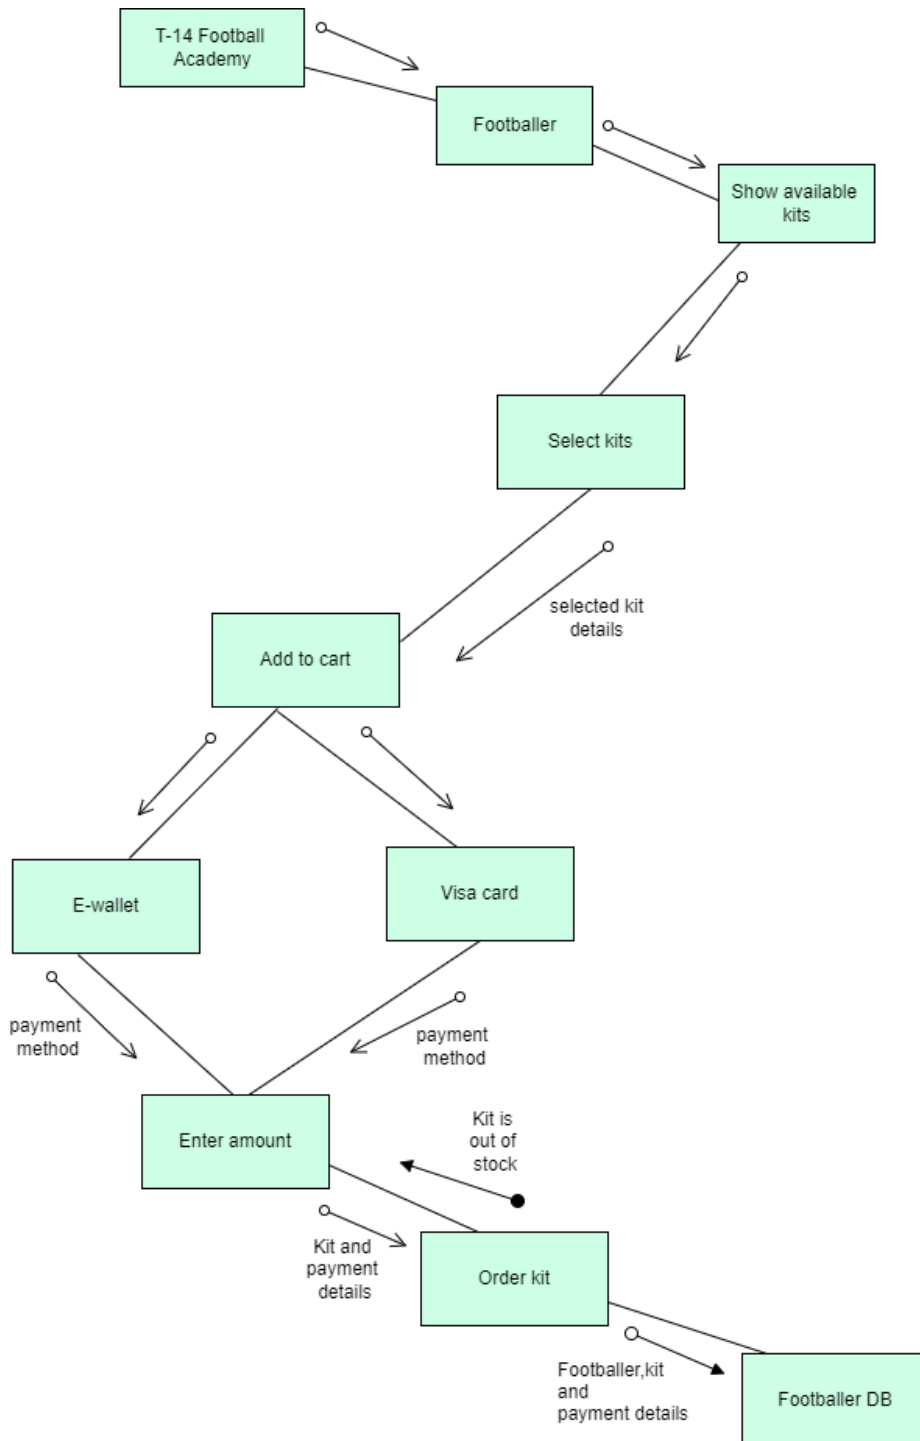 T-14 Football
Academy
Footballer
Show available
kits
Select kits
selected kit
details
Add to cart
E-wallet
Visa card
payment
method
payment
method
Enter amount
Kit is
out of
stock
Kit and
payment
details
Order kit
Footballer,kit
and
payment details
Footballer DB